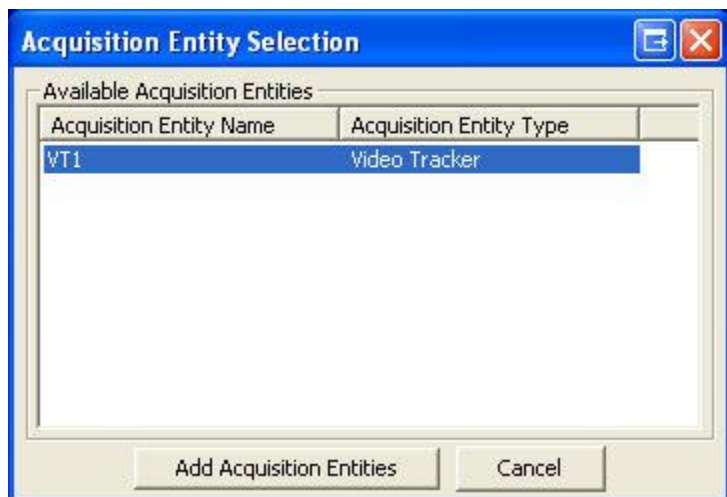 Acquisition Entity Selection
Available Acquisition Entities
Acquisition Entity Name Acquisition Entity Type
VT1 Video Tracker
Add Acquisition Entities Cancel